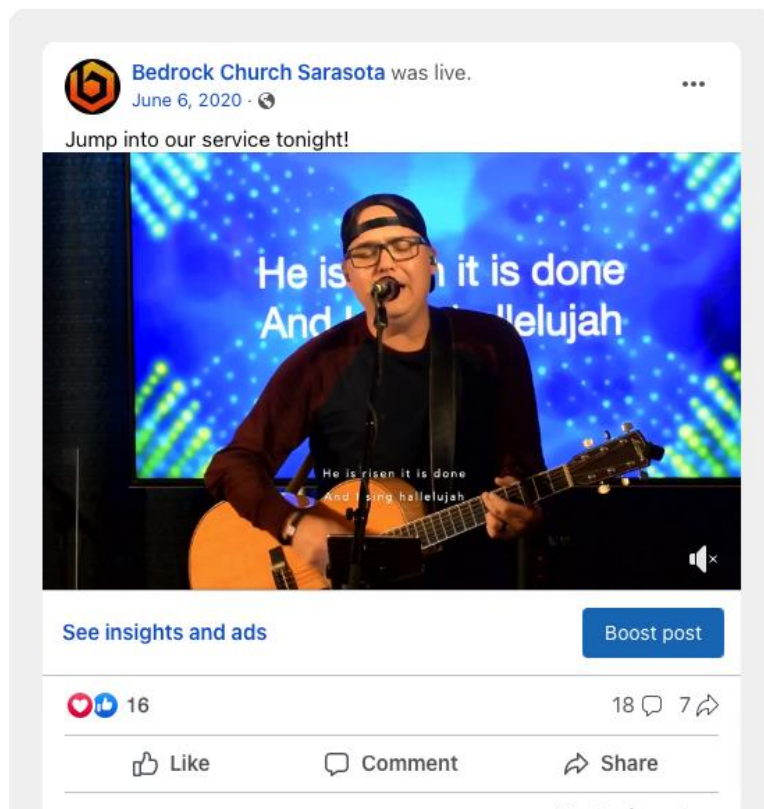 Bedrock Church Sarasota was live.
June 6, 2020 ·
Jump into our service tonight!
He is it is done
And hallelujah
He is risen it is done
And I sing hallelujah
See insights and ads
Boost post
16
18 7
Like Comment Share